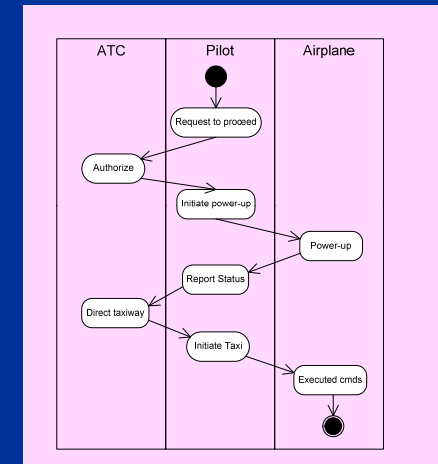 ATC Pilot Airplane
Request to proceed
Authorize
Initiate power-up
Power-up
Report Status
Direct taxiway
Initiate Taxi
Executed cmds